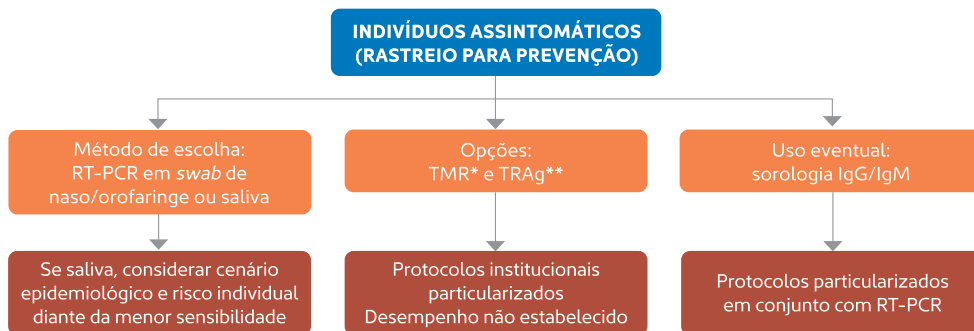 INDIVÍDUOS ASSINTOMÁTICOS
(RASTREIO PARA PREVENÇÃO)
Método de escolha:
RT-PCR em swab de
naso/orofaringe ou saliva
Opções:
TMR* e TRAg**
Uso eventual:
sorologia IgG/IgM
Se saliva, considerar cenário
epidemiológico e risco individual
diante da menor sensibilidade
Protocolos institucionais
particularizados
Desempenho não estabelecido
Protocolos particularizados
em conjunto com RT-PCR